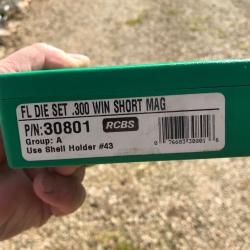 FL DIE SET .300 WIN SHORT MAG
P/N:30801 RCBS
Group: A
Use Shell Holder #43